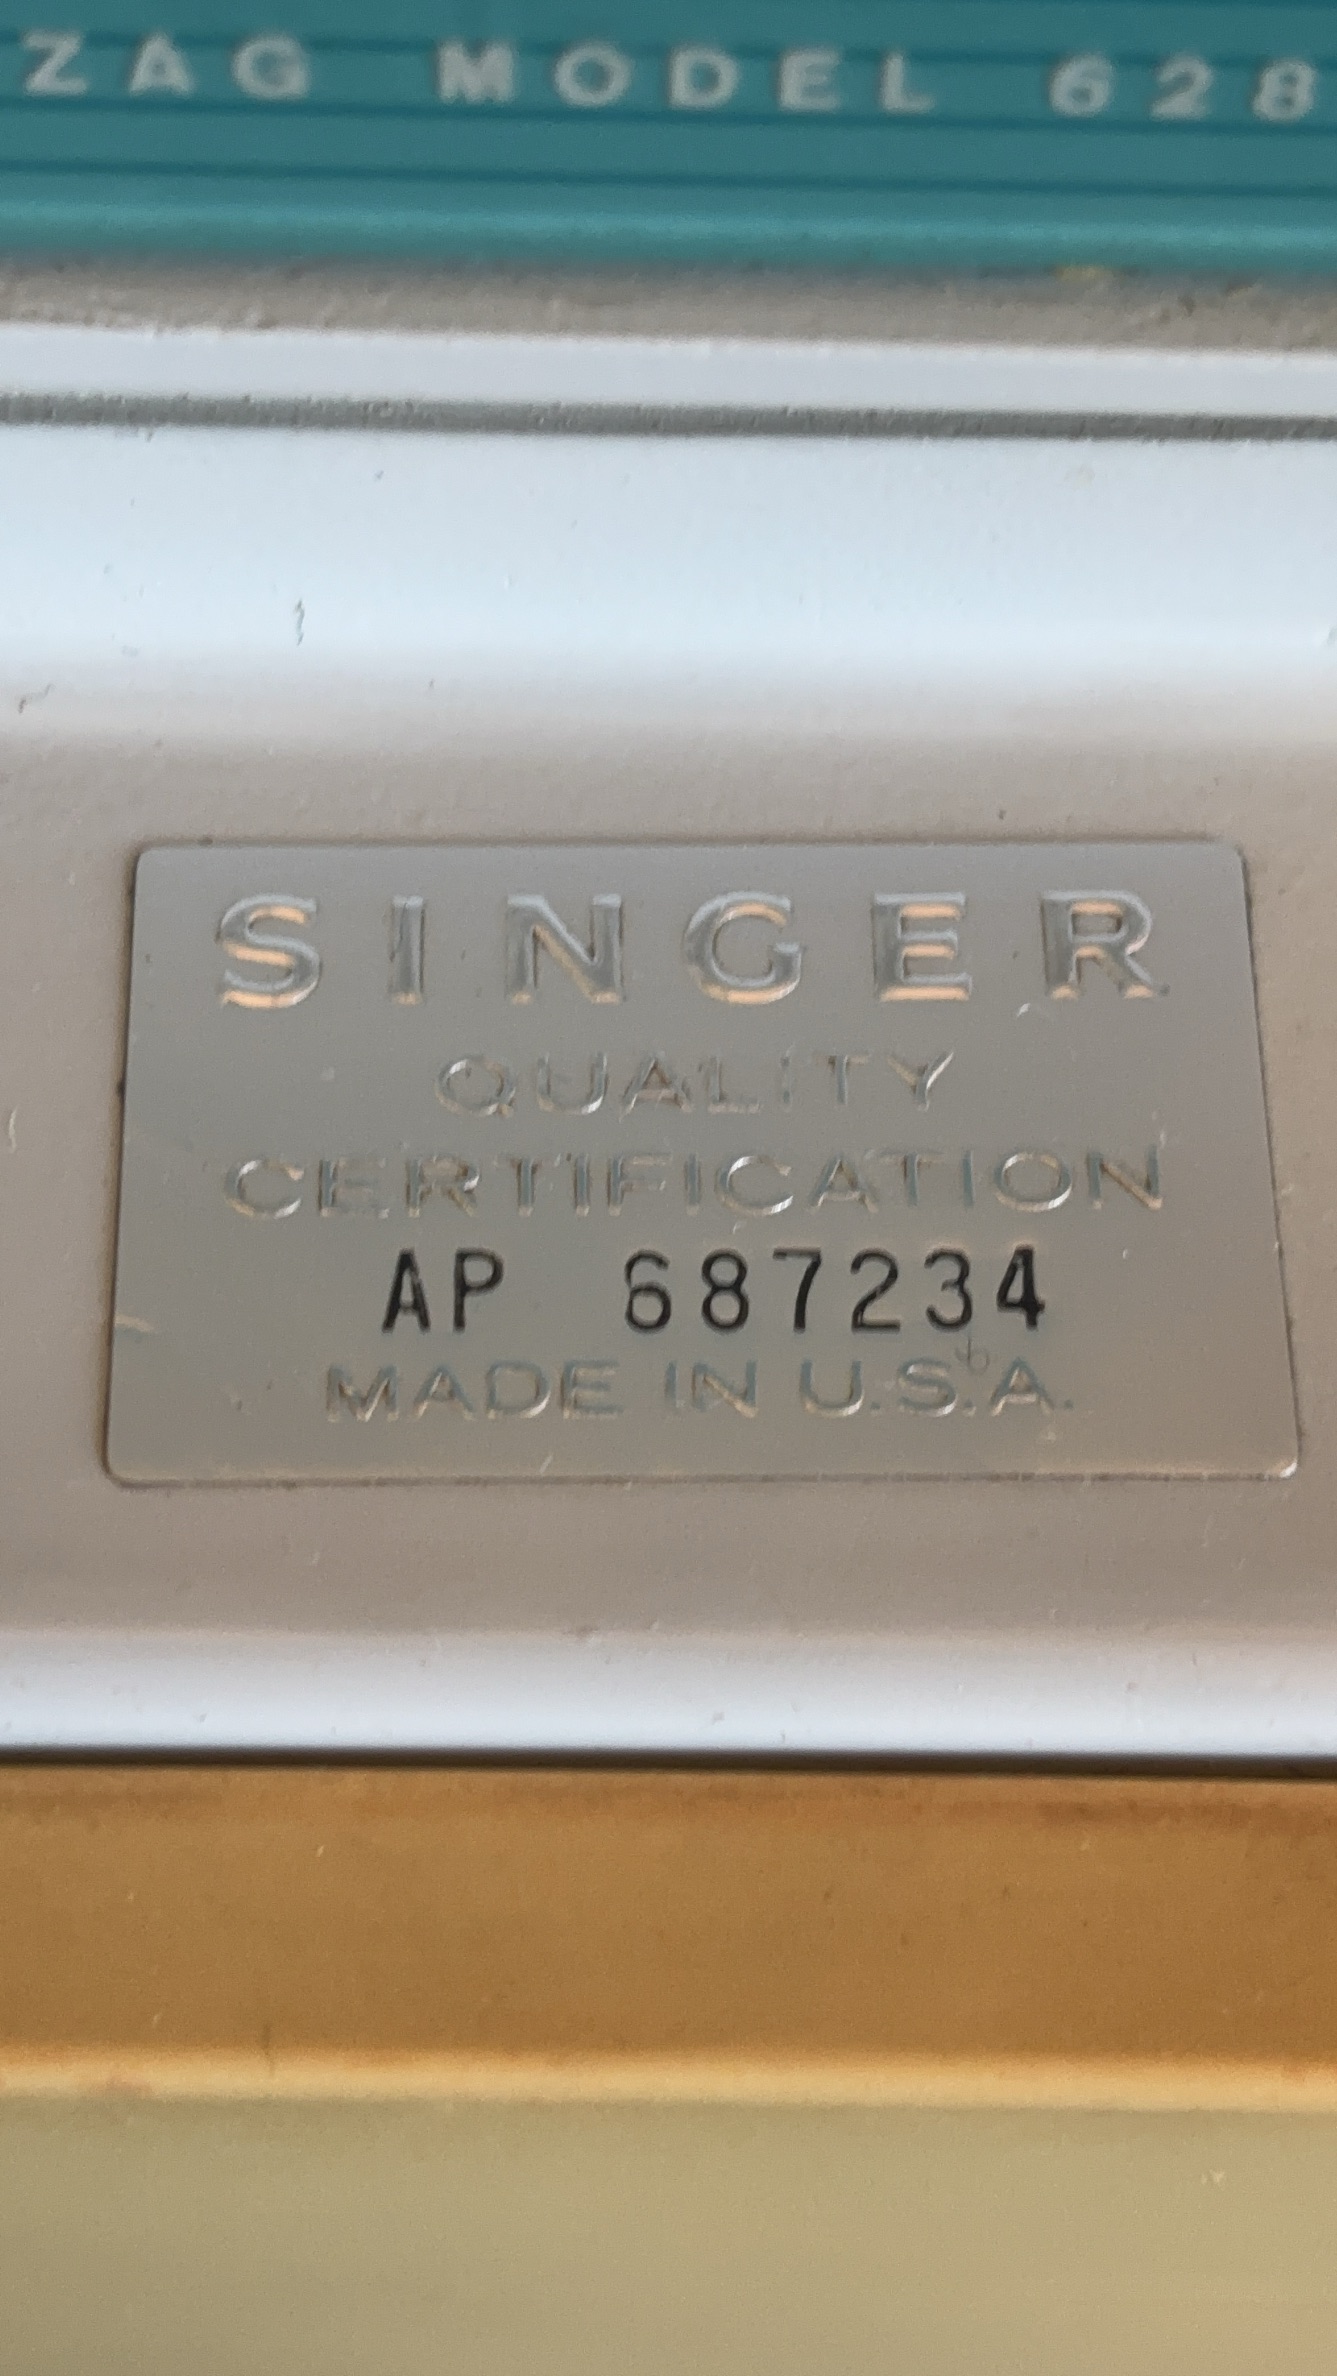 ZAG MODEL 628
SINGER
QUALITY
CERTIFICATION
AP 687234
MADE IN U.S.A.